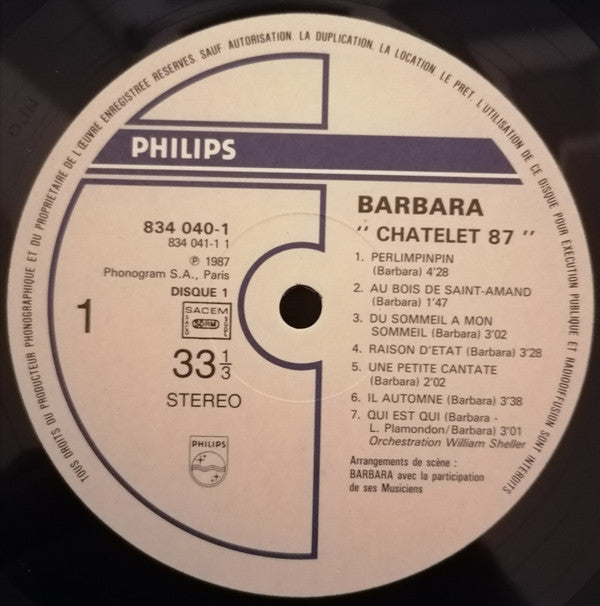 TOUS DROITS DU PRODUCTEUR PHONOGRAPHIQUE ET DU PROPRIETAIRE DE L'ŒUVRE ENREGISTREE RESERVES. SAUF AUTORISATION, LA DUPLICATION, LA LOCATION, LE PRET, L'UTILISATION DE CE DISQUE POUR EXECUTION PUBLIQUE ET RADIODIFFUSION SONT INTERDITS
PHILIPS
834 040-1
834 041-1 1
℗ 1987
Phonogram S.A., Paris
DISQUE 1
SACEM
SDRM
1
33 1/3
STEREO
PHILIPS
BARBARA
" CHATELET 87 "
1. PERLIMPINPIN
(Barbara) 4'28
2. AU BOIS DE SAINT-AMAND
(Barbara) 1'47
3. DU SOMMEIL A MON
SOMMEIL (Barbara) 3'02
4. RAISON D'ETAT (Barbara) 3'28
5. UNE PETITE CANTATE
(Barbara) 2'02
6. IL AUTOMNE (Barbara) 3'38
7. QUI EST QUI (Barbara -
L. Plamondon/Barbara) 3'01
Orchestration William Sheller
Arrangements de scène :
BARBARA avec la participation
de ses Musiciens